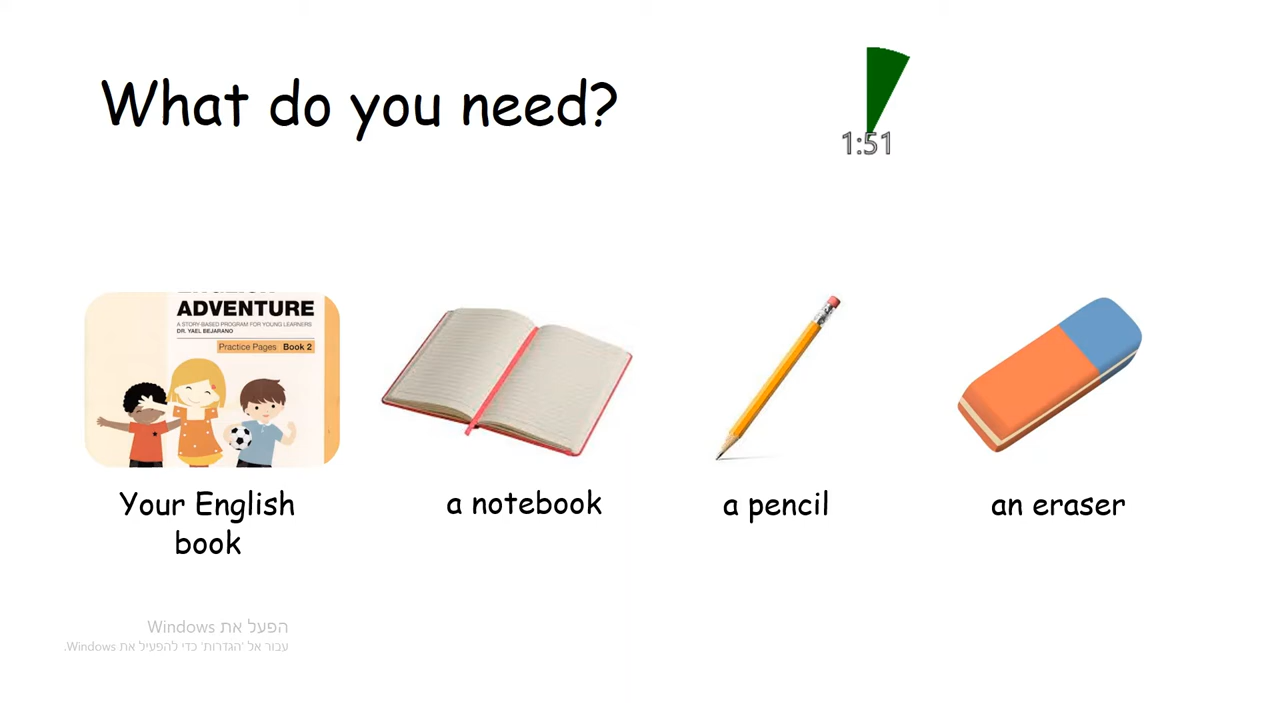 What do you need?
1:51
ADVENTURE
A STORY-BASED PROGRAM FOR YOUNG LEARNERS
DR. YAEL BEJARANO
Practice Pages Book 2
Your English
book
a notebook
a pencil
an eraser
הפעל את Windows
עבור אל 'הגדרות' כדי להפעיל את Windows.